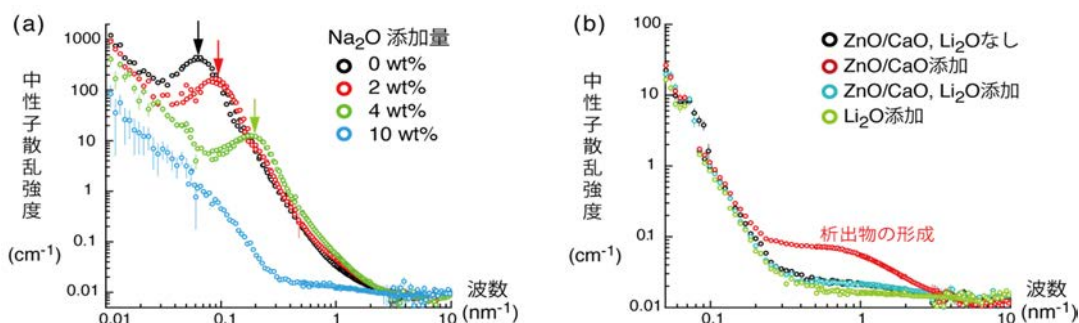 (a)
1000
100
10
1
0.1
0.01
中性子散乱強度
(cm-1)
Na2O 添加量
0 wt%
2 wt%
4 wt%
10 wt%
0.01
0.1
1
10
波数
(nm-1)
(b)
100
10
1
0.1
0.01
中性子散乱強度
(cm-1)
ZnO/CaO, Li2Oなし
ZnO/CaO添加
ZnO/CaO, Li2O添加
Li2O添加
析出物の形成
0.1
1
10
波数
(nm-1)